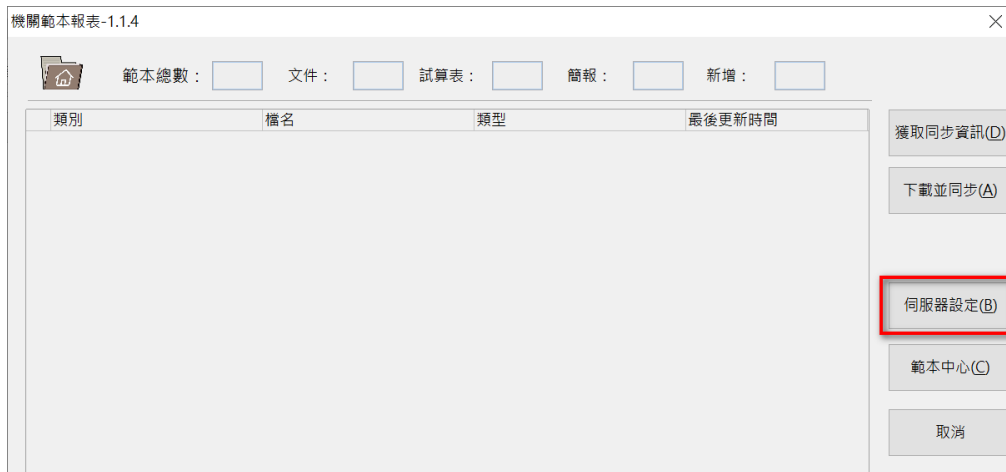 機關範本報表-1.1.4
範本總數： 文件： 試算表： 簡報： 新增：
類別 檔名 類型 最後更新時間
獲取同步資訊(D)
下載並同步(A)
伺服器設定(B)
範本中心(C)
取消